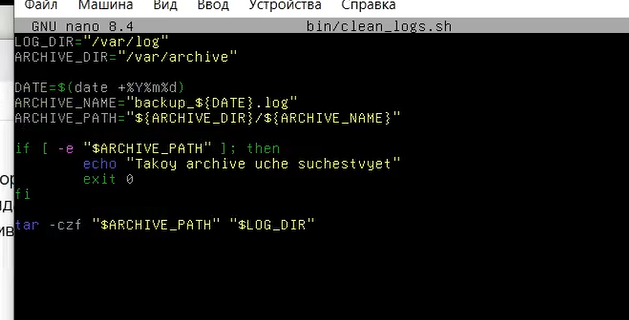 Файл Машина Вид Ввод Устройства Справка
GNU nano 8.4 bin/clean_logs.sh
LOG_DIR="/var/log"
ARCHIVE_DIR="/var/archive"
DATE=$(date +%Y%m%d)
ARCHIVE_NAME="backup_${DATE}.log"
ARCHIVE_PATH="${ARCHIVE_DIR}/${ARCHIVE_NAME}"
if [ -e "$ARCHIVE_PATH" ]; then
echo "Takoy archive uche suchestvyet"
exit 0
fi
tar -czf "$ARCHIVE_PATH" "$LOG_DIR"